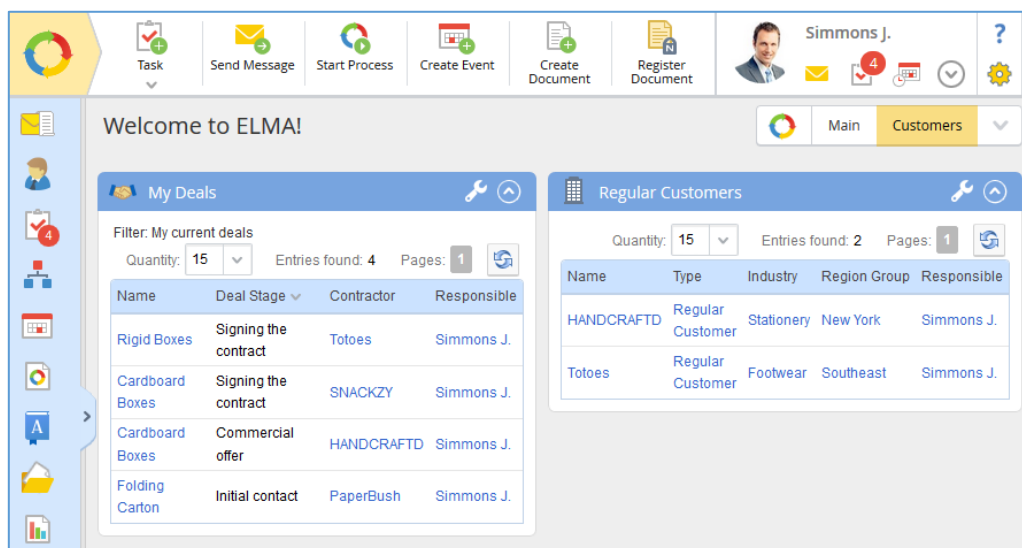 Task
Send Message
Start Process
Create Event
Create
Document
Register
Document
N
Simmons J.
4
?
Welcome to ELMA!
Main
Customers
4
A
My Deals
Filter: My current deals
Quantity: 15 Entries found: 4 Pages: 1
Name Deal Stage Contractor Responsible
Rigid Boxes Signing the contract Totoes Simmons J.
Cardboard Boxes Signing the contract SNACKZY Simmons J.
Cardboard Boxes Commercial offer HANDCRAFTD Simmons J.
Folding Carton Initial contact PaperBush Simmons J.
Regular Customers
Quantity: 15 Entries found: 2 Pages: 1
Name Type Industry Region Group Responsible
HANDCRAFTD Regular Customer Stationery New York Simmons J.
Totoes Regular Customer Footwear Southeast Simmons J.